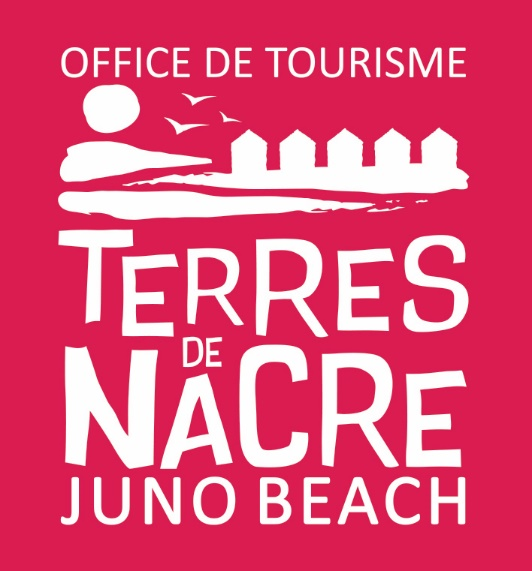 OFFICE DE TOURISME
TERRES
DE
NACRE
JUNO BEACH